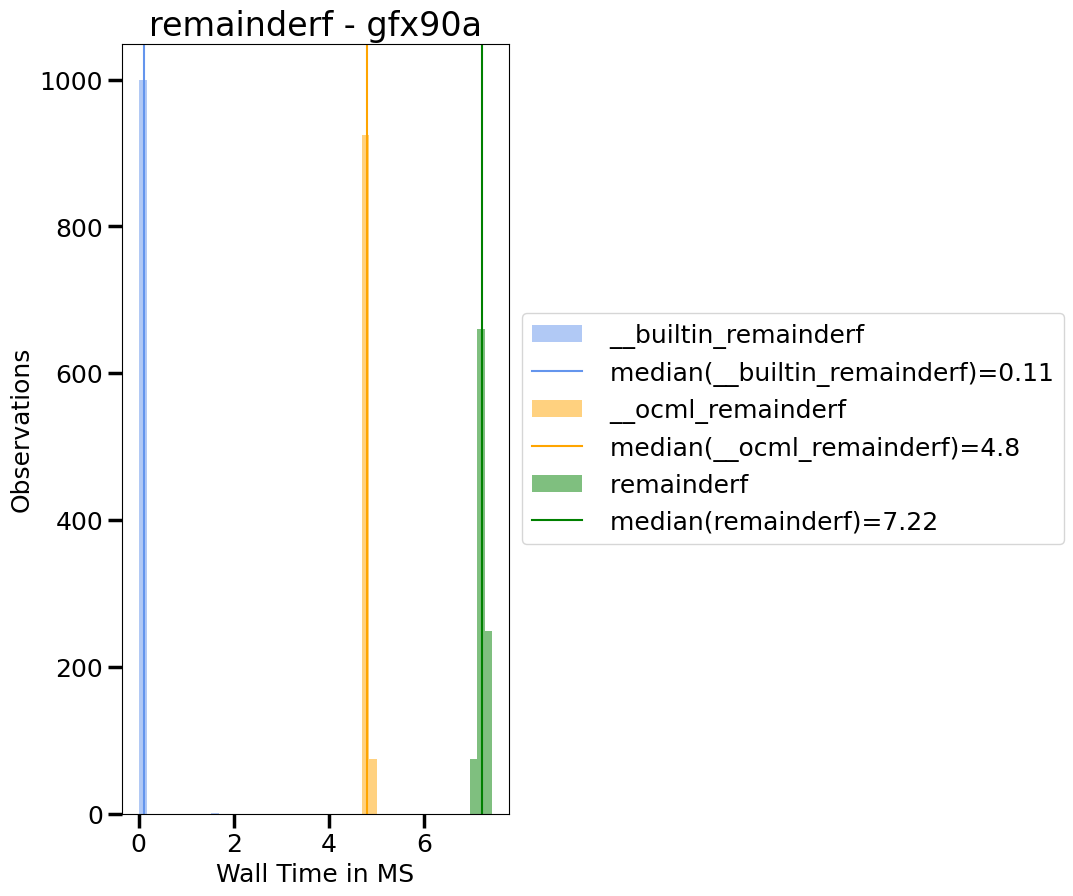 remainderf - gfx90a
1000
800
600
400
200
0
Observations
0 2 4 6
Wall Time in MS
__builtin_remainderf
median(__builtin_remainderf)=0.11
__ocml_remainderf
median(__ocml_remainderf)=4.8
remainderf
median(remainderf)=7.22